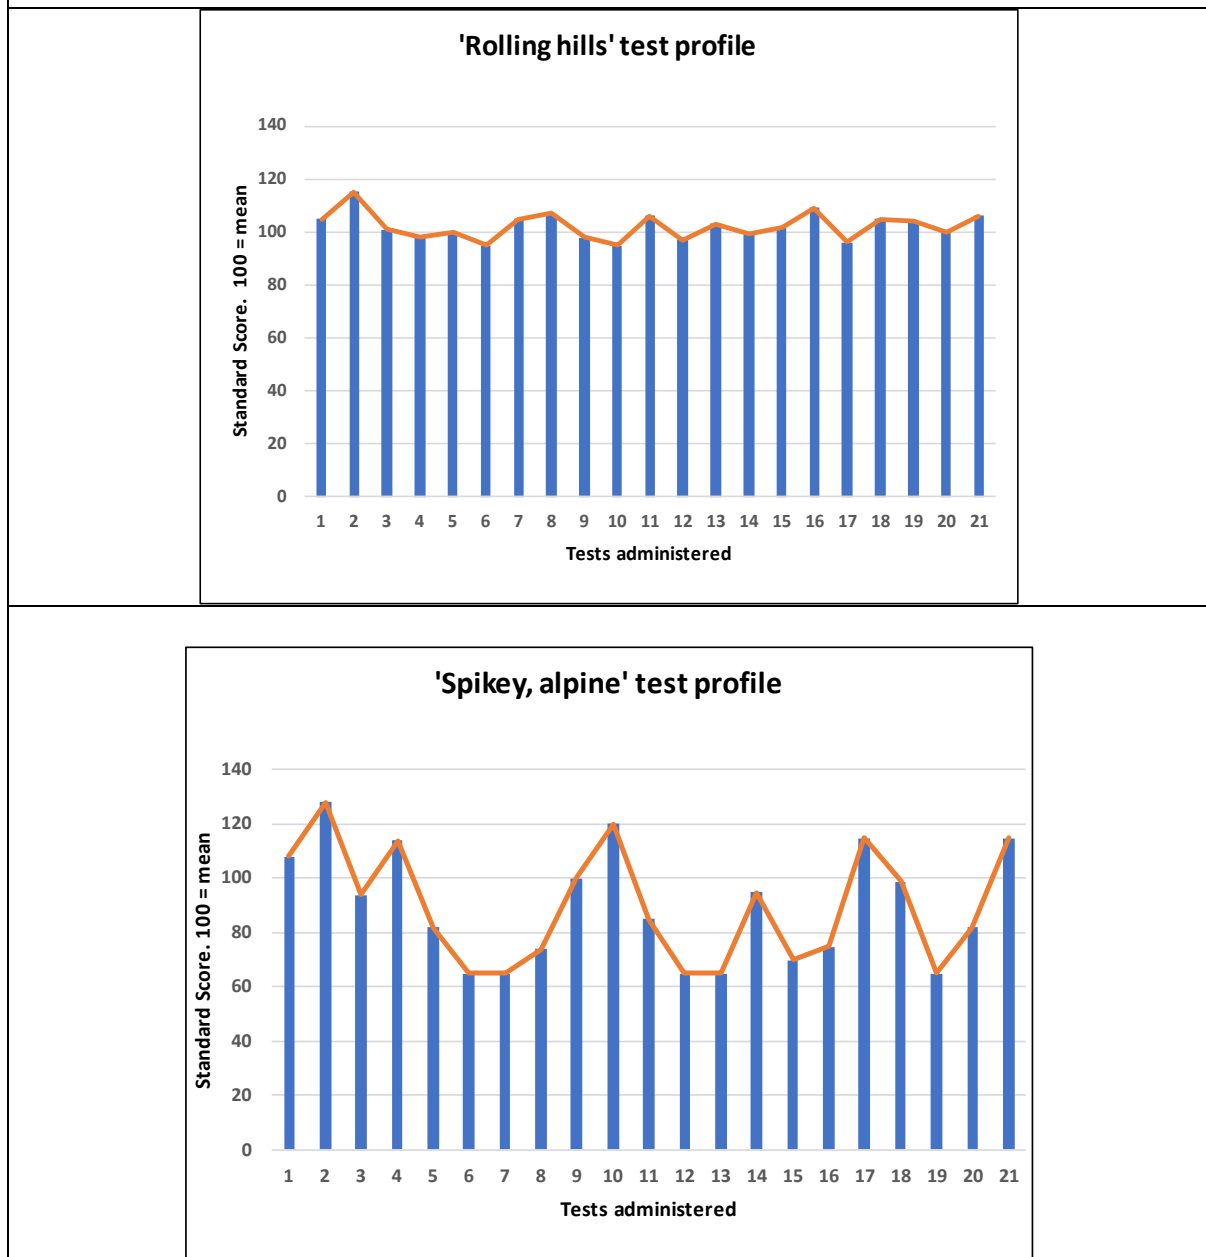 'Rolling hills' test profile
140
120
100
80
60
40
20
0
Standard Score. 100 = mean
1 2 3 4 5 6 7 8 9 10 11 12 13 14 15 16 17 18 19 20 21
Tests administered
'Spikey, alpine' test profile
140
120
100
80
60
40
20
0
Standard Score. 100 = mean
1 2 3 4 5 6 7 8 9 10 11 12 13 14 15 16 17 18 19 20 21
Tests administered